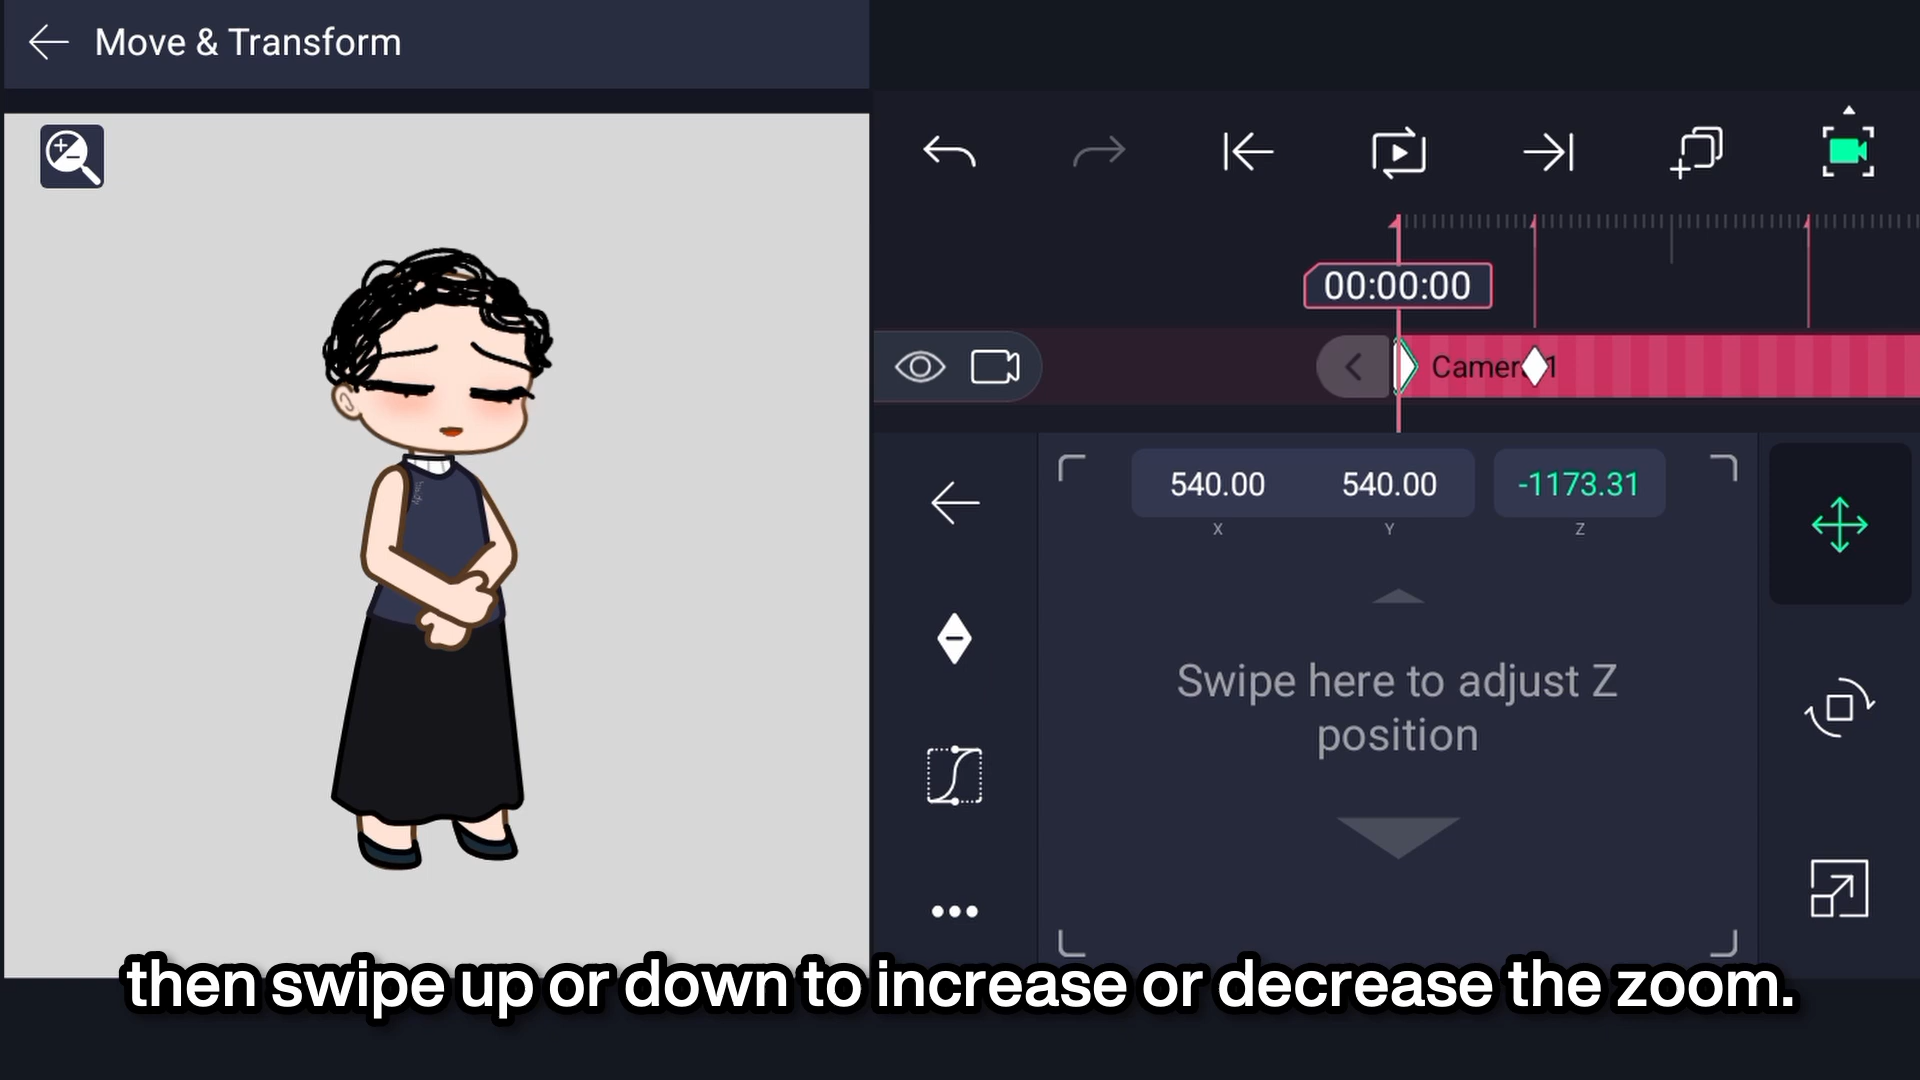 Move & Transform
00:00:00
Camera 1
540.00
540.00
-1173.31
X
Y
Z
Swipe here to adjust Z
position
then swipe up or down to increase or decrease the zoom.